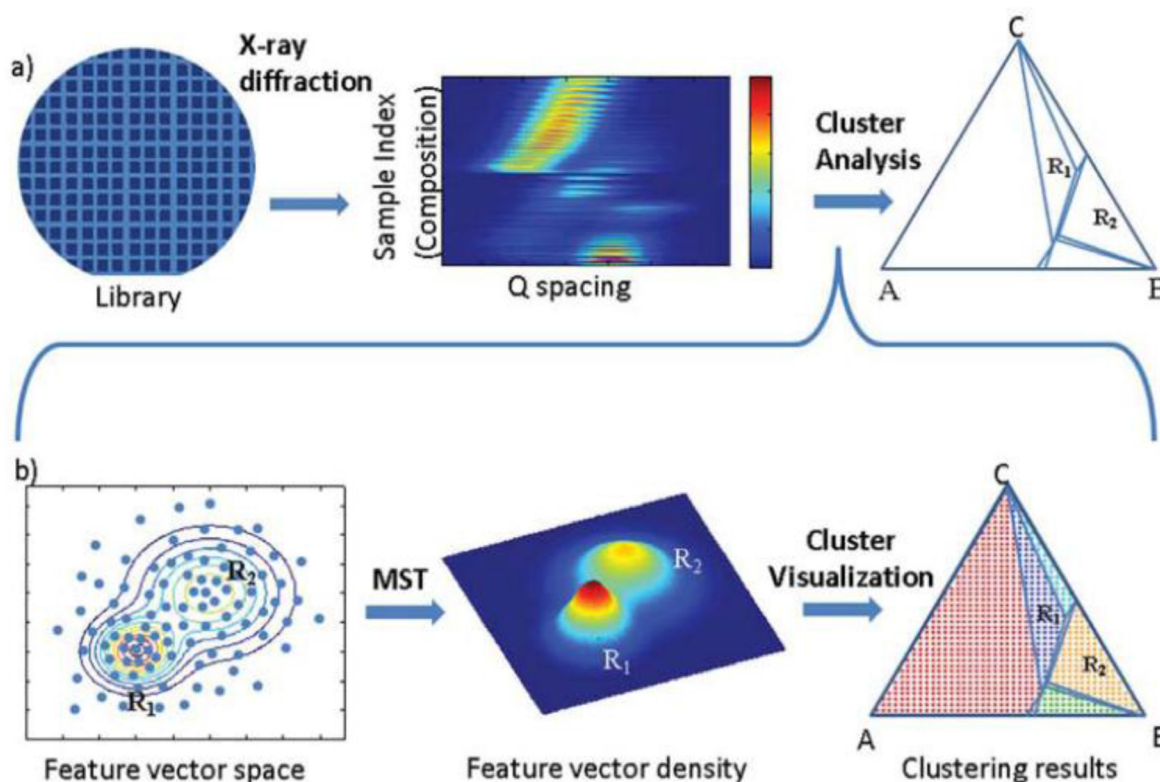 a)
X-ray
diffraction
Library
Sample Index
(Composition)
Q spacing
Cluster
Analysis
C
R1
R2
A
B
b)
R2
R1
Feature vector space
MST
R2
R1
Feature vector density
Cluster
Visualization
C
R1
R2
A
B
Clustering results